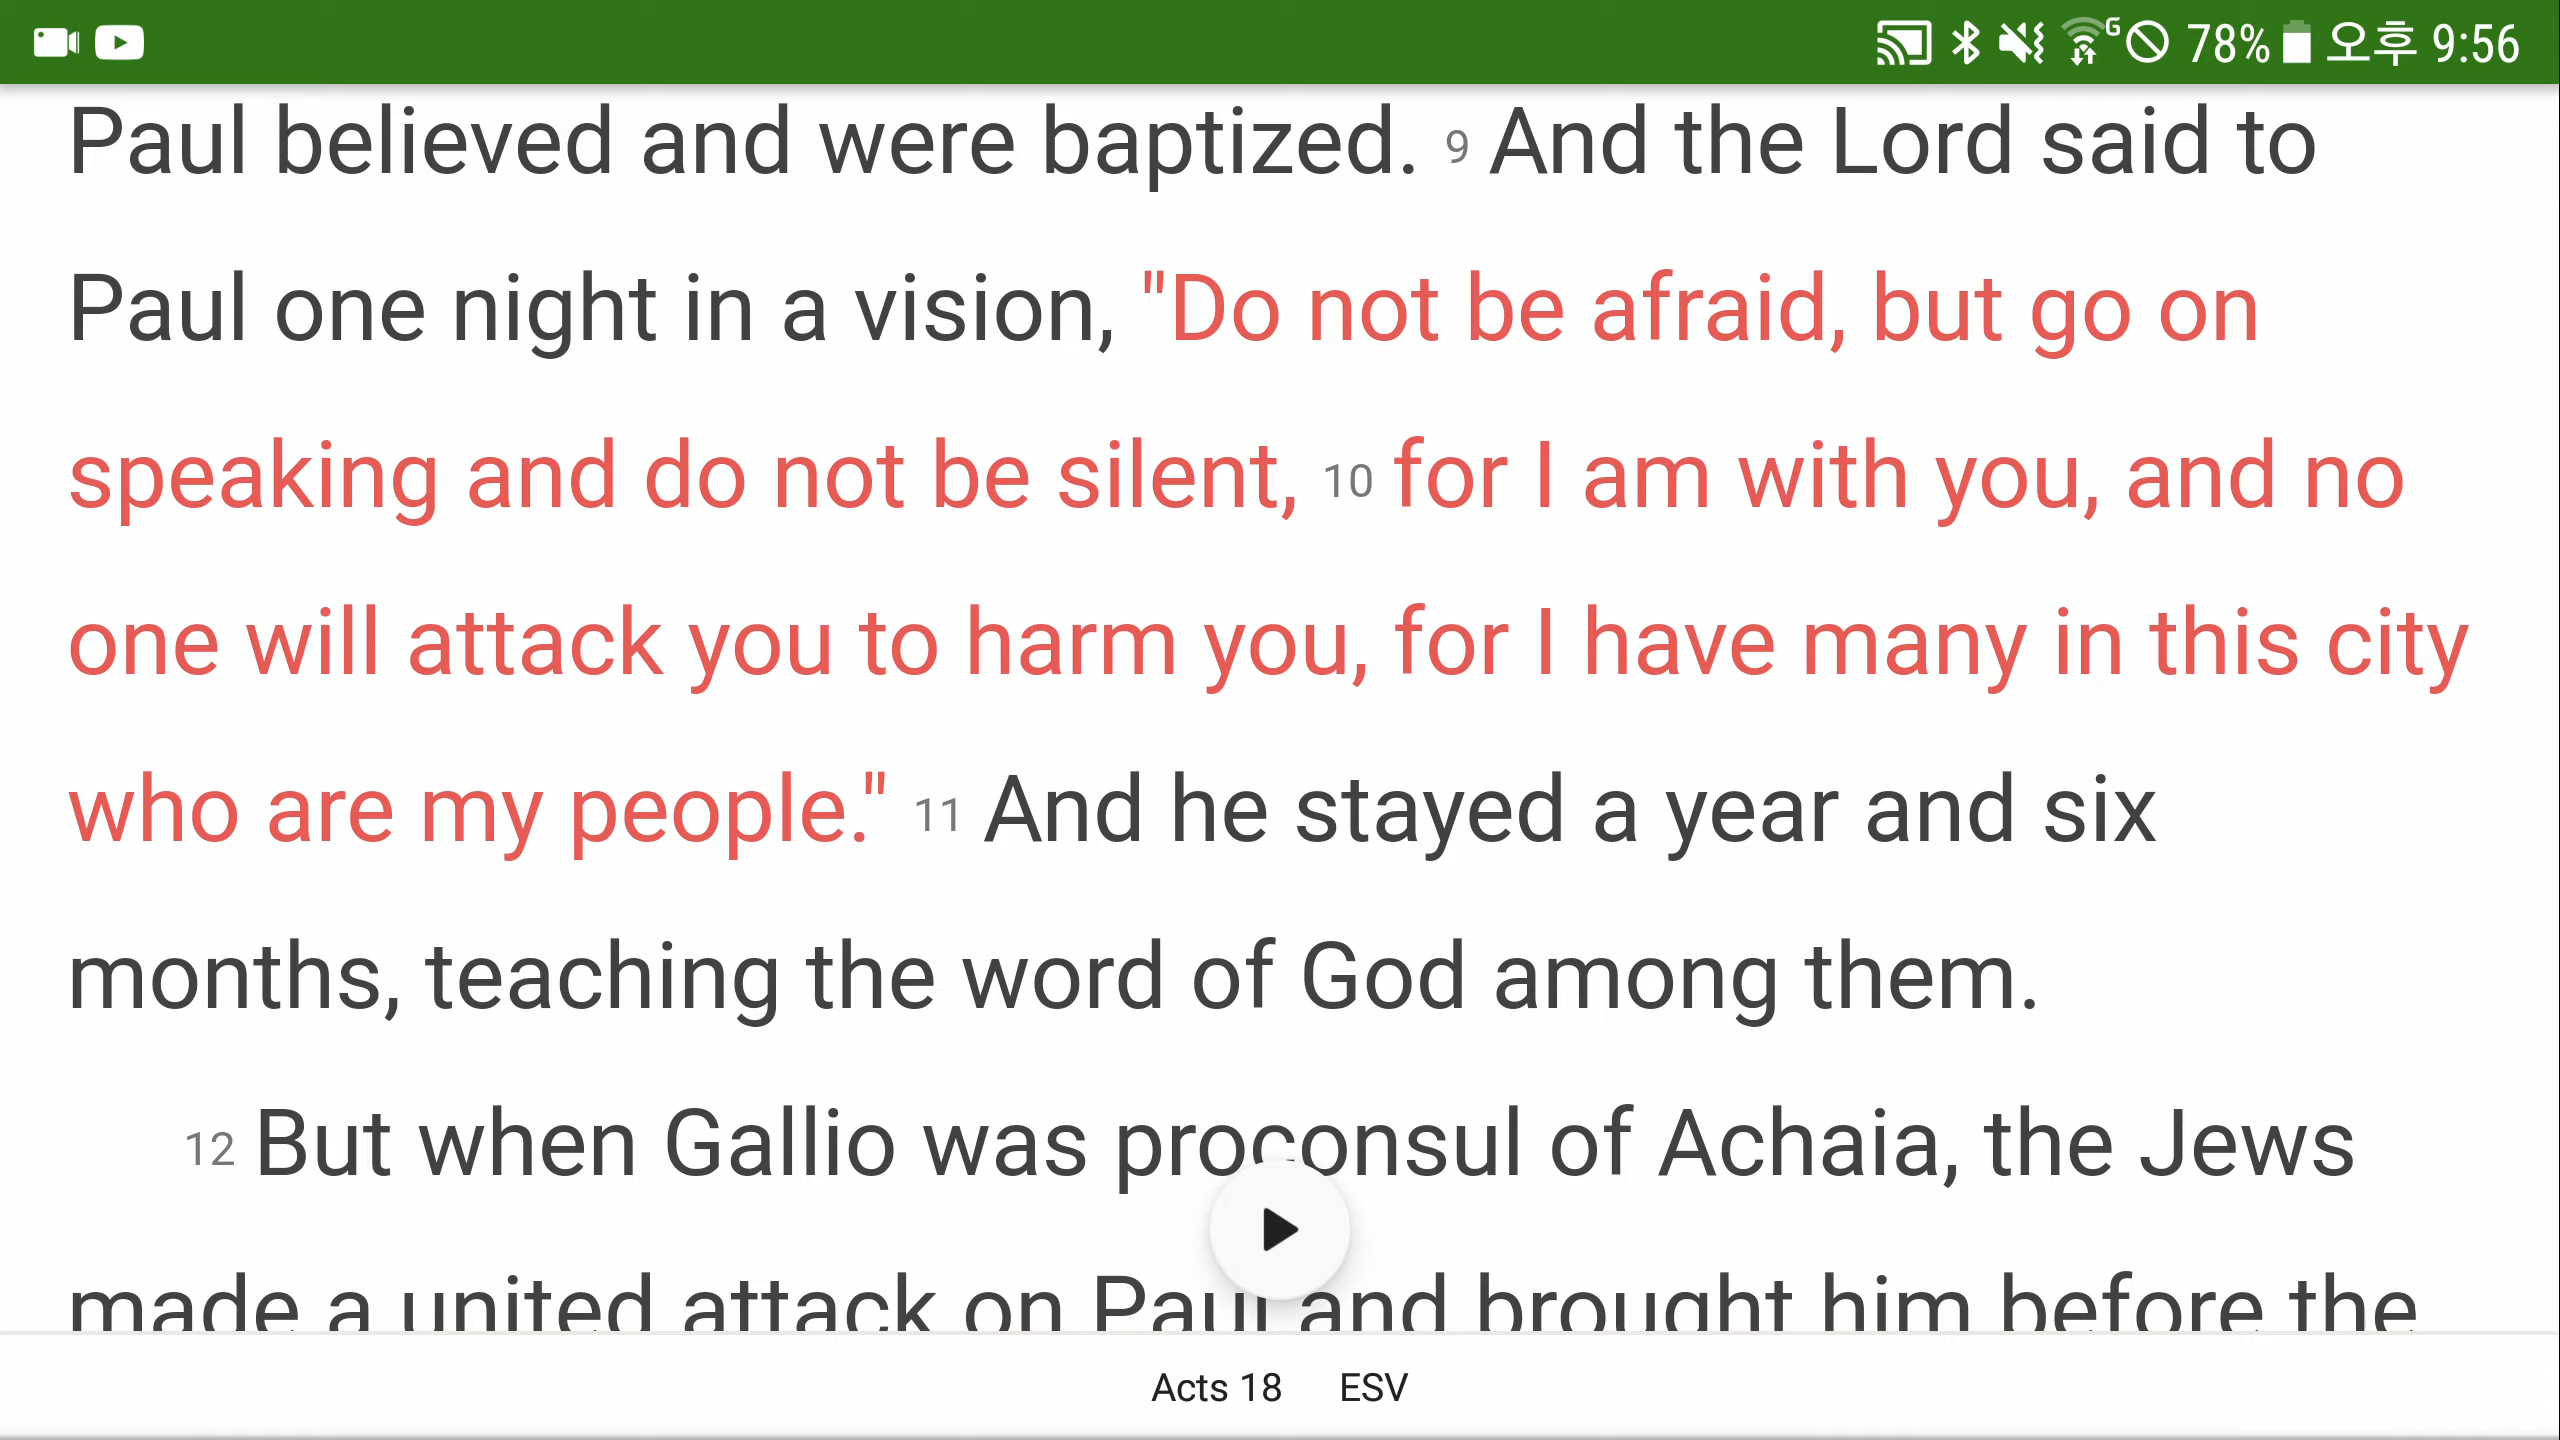 G 78% 오후 9:56
Paul believed and were baptized. 9 And the Lord said to
Paul one night in a vision, "Do not be afraid, but go on
speaking and do not be silent, 10 for I am with you, and no
one will attack you to harm you, for I have many in this city
who are my people." 11 And he stayed a year and six
months, teaching the word of God among them.
12 But when Gallio was proconsul of Achaia, the Jews
made a united attack on Paul and brought him before the
Acts 18 ESV